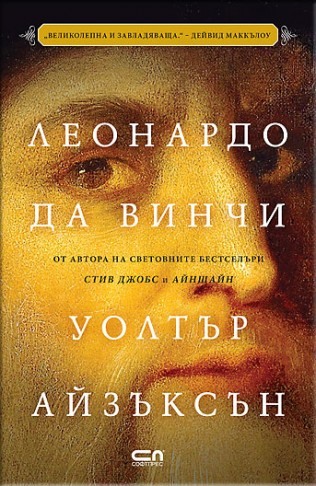 „ВЕЛИКОЛЕПНА И ЗАВЛАДЯВАЩА.“ – ДЕЙВИД МАККЪЛОУ
ЛЕОНАРДО
ДА ВИНЧИ
ОТ АВТОРА НА СВЕТОВНИТЕ БЕСТСЕЛЪРИ
СТИВ ДЖОБС и АЙНЩАЙН
УОЛТЪР
АЙЗЪКСЪН
СОФТПРЕС